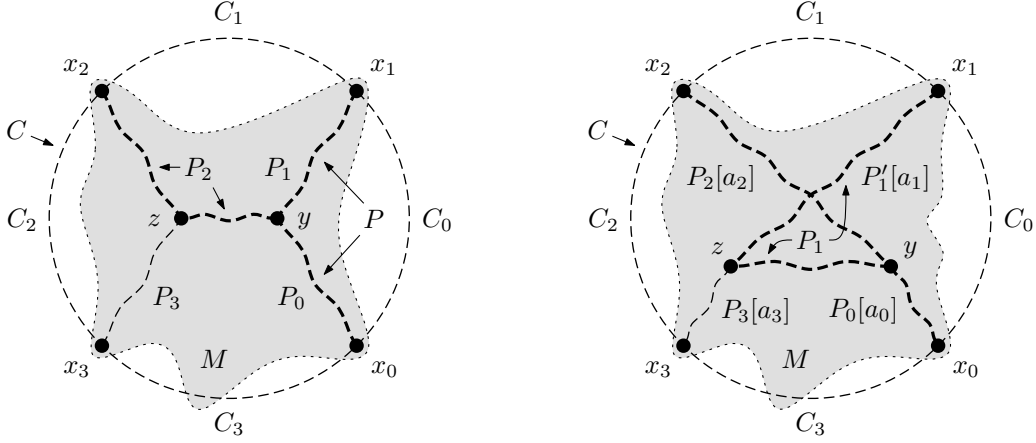 C₁ C₁
x₂ x₁ x₂ x₁
C C
P₂ P₁ P₂[a₂] P′₁[a₁]
C₂ z y P C₀ C₂ z P₁ y C₀
P₃ P₀ P₃[a₃] P₀[a₀]
x₃ M x₀ x₃ M x₀
C₃ C₃